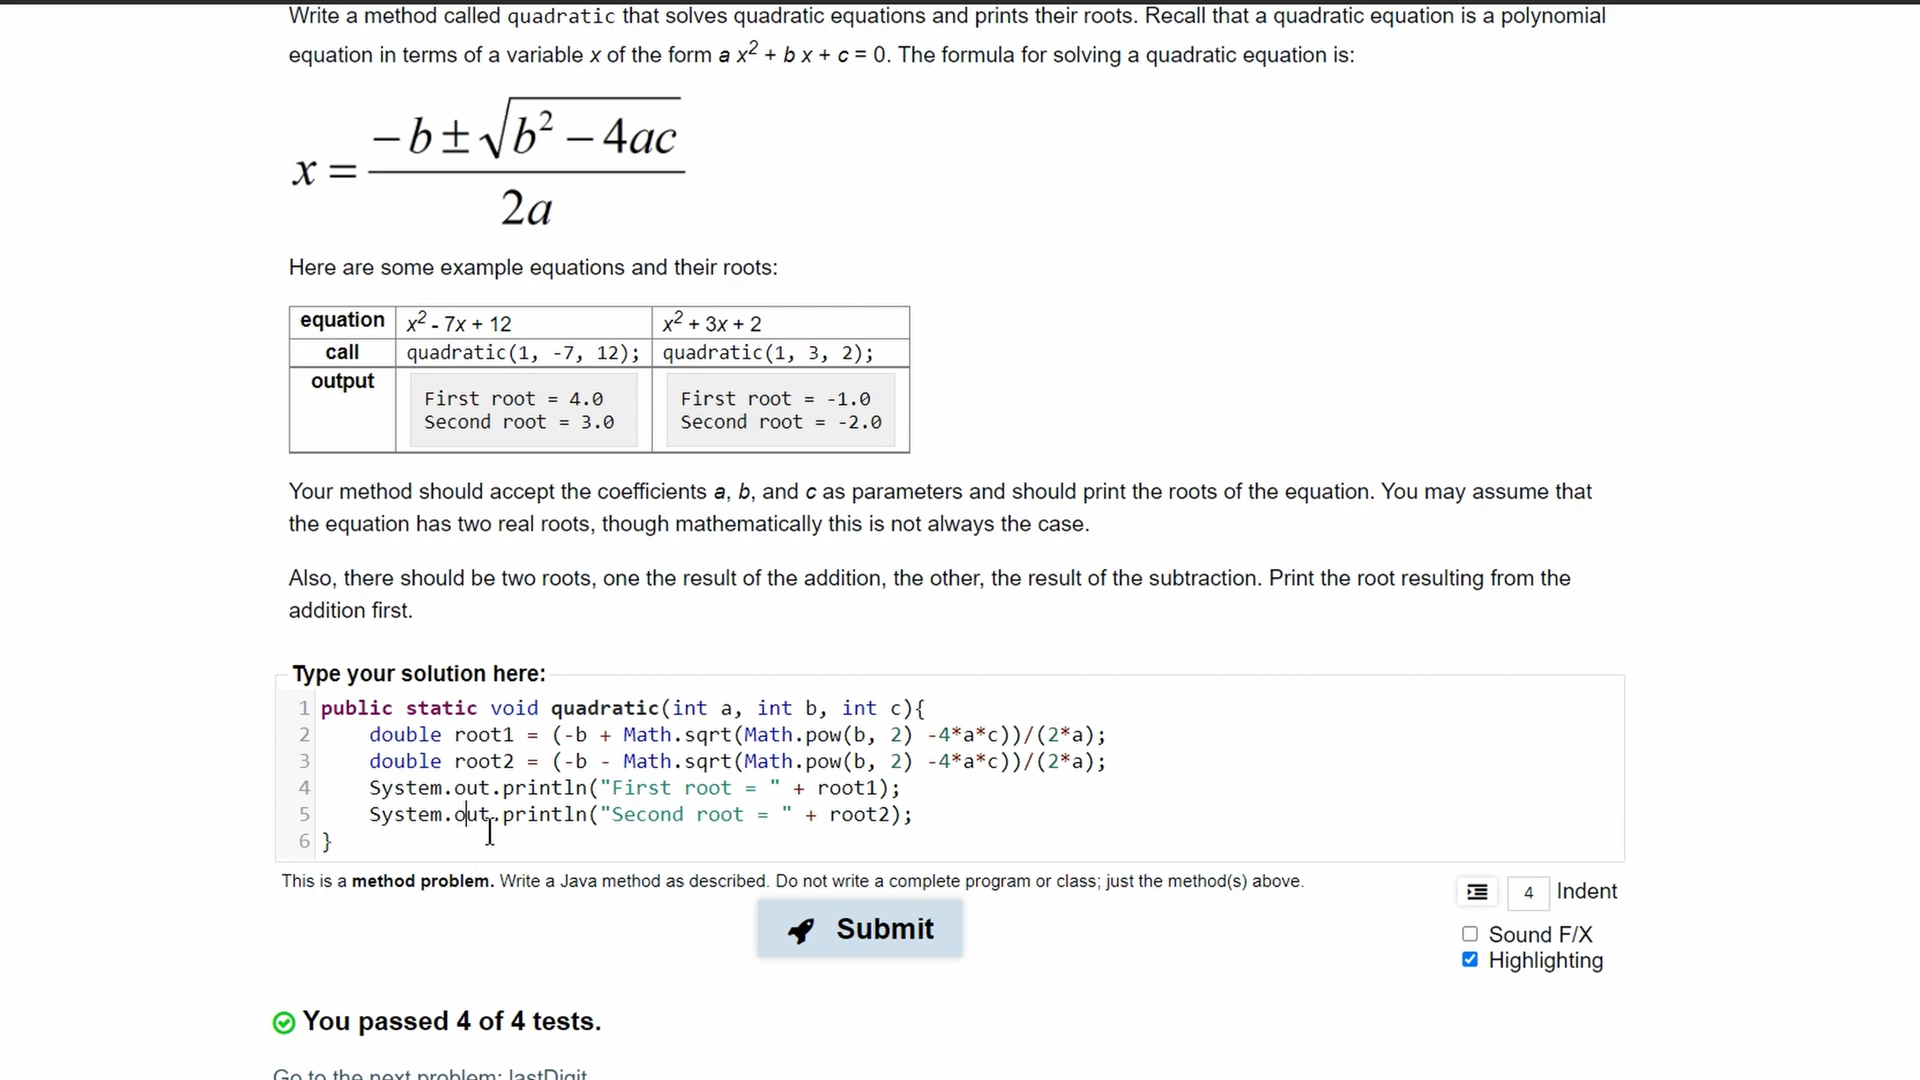 Write a method called quadratic that solves quadratic equations and prints their roots. Recall that a quadratic equation is a polynomial
equation in terms of a variable x of the form a x² + b x + c = 0. The formula for solving a quadratic equation is:
x = (−b ± √(b² − 4ac)) / 2a
Here are some example equations and their roots:
equation x² - 7x + 12 x² + 3x + 2
call quadratic(1, -7, 12); quadratic(1, 3, 2);
output
First root = 4.0 First root = -1.0
Second root = 3.0 Second root = -2.0
Your method should accept the coefficients a, b, and c as parameters and should print the roots of the equation. You may assume that
the equation has two real roots, though mathematically this is not always the case.
Also, there should be two roots, one the result of the addition, the other, the result of the subtraction. Print the root resulting from the
addition first.
Type your solution here:
1 public static void quadratic(int a, int b, int c){
2     double root1 = (-b + Math.sqrt(Math.pow(b, 2) -4*a*c))/(2*a);
3     double root2 = (-b - Math.sqrt(Math.pow(b, 2) -4*a*c))/(2*a);
4     System.out.println("First root = " + root1);
5     System.out.println("Second root = " + root2);
6 }
This is a method problem. Write a Java method as described. Do not write a complete program or class; just the method(s) above.
4 Indent
Submit
Sound F/X
Highlighting
You passed 4 of 4 tests.
Go to the next problem: lastDigit